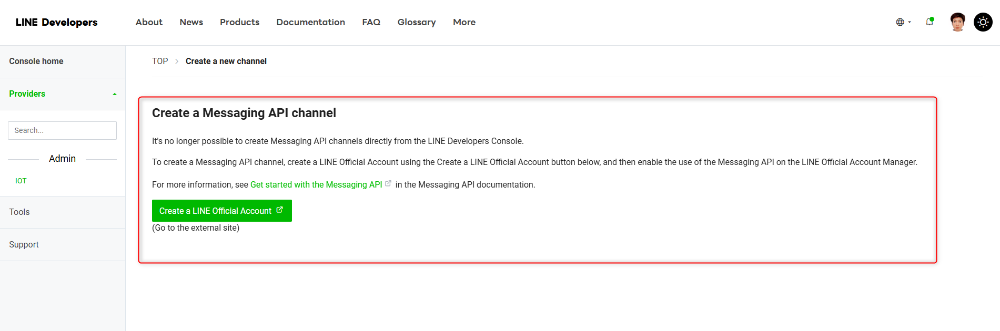 LINE Developers
About
News
Products
Documentation
FAQ
Glossary
More
Console home
Providers
Search...
Admin
IOT
Tools
Support
TOP > Create a new channel
Create a Messaging API channel
It's no longer possible to create Messaging API channels directly from the LINE Developers Console.
To create a Messaging API channel, create a LINE Official Account using the Create a LINE Official Account button below, and then enable the use of the Messaging API on the LINE Official Account Manager.
For more information, see Get started with the Messaging API in the Messaging API documentation.
Create a LINE Official Account
(Go to the external site)